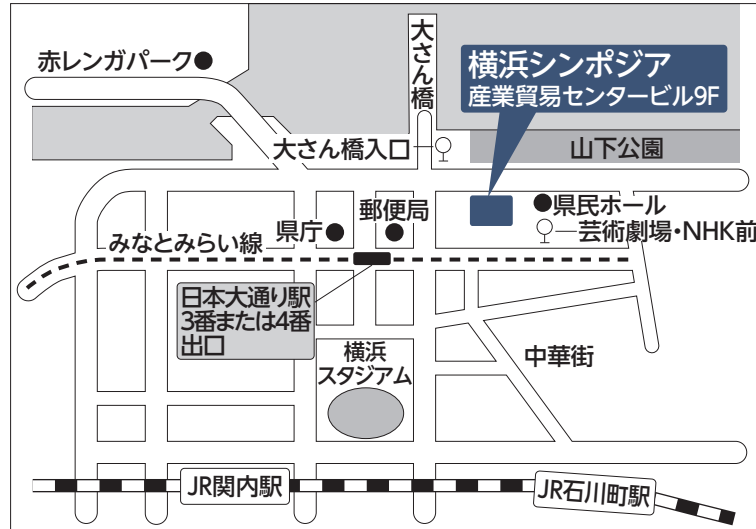 赤レンガパーク
大さん橋
横浜シンポジア
産業貿易センタービル9F
大さん橋入口
山下公園
県庁
郵便局
県民ホール
芸術劇場・NHK前
みなとみらい線
日本大通り駅
3番または4番
出口
横浜
スタジアム
中華街
JR関内駅
JR石川町駅